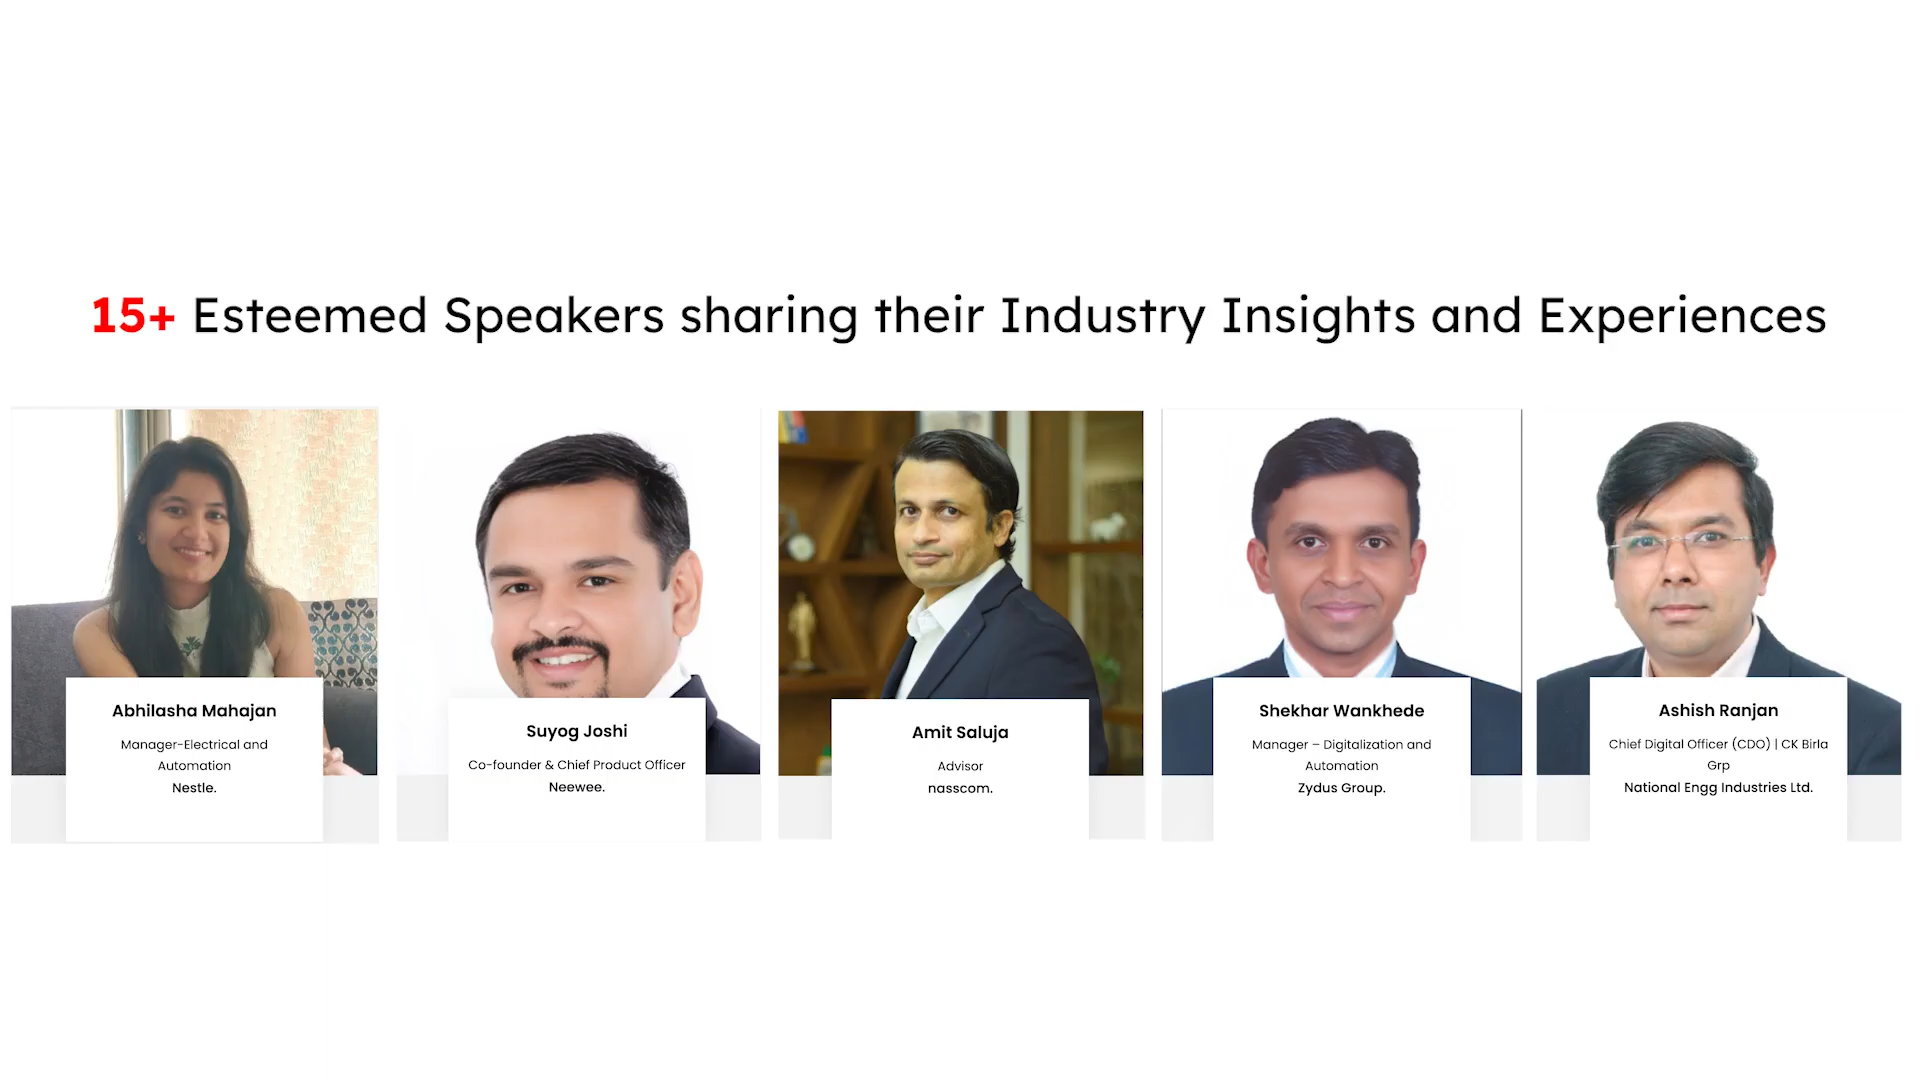 15+ Esteemed Speakers sharing their Industry Insights and Experiences
Abhilasha Mahajan
Manager-Electrical and
Automation
Nestle.
Suyog Joshi
Co-founder & Chief Product Officer
Neewee.
Amit Saluja
Advisor
nasscom.
Shekhar Wankhede
Manager – Digitalization and
Automation
Zydus Group.
Ashish Ranjan
Chief Digital Officer (CDO) | CK Birla
Grp
National Engg Industries Ltd.